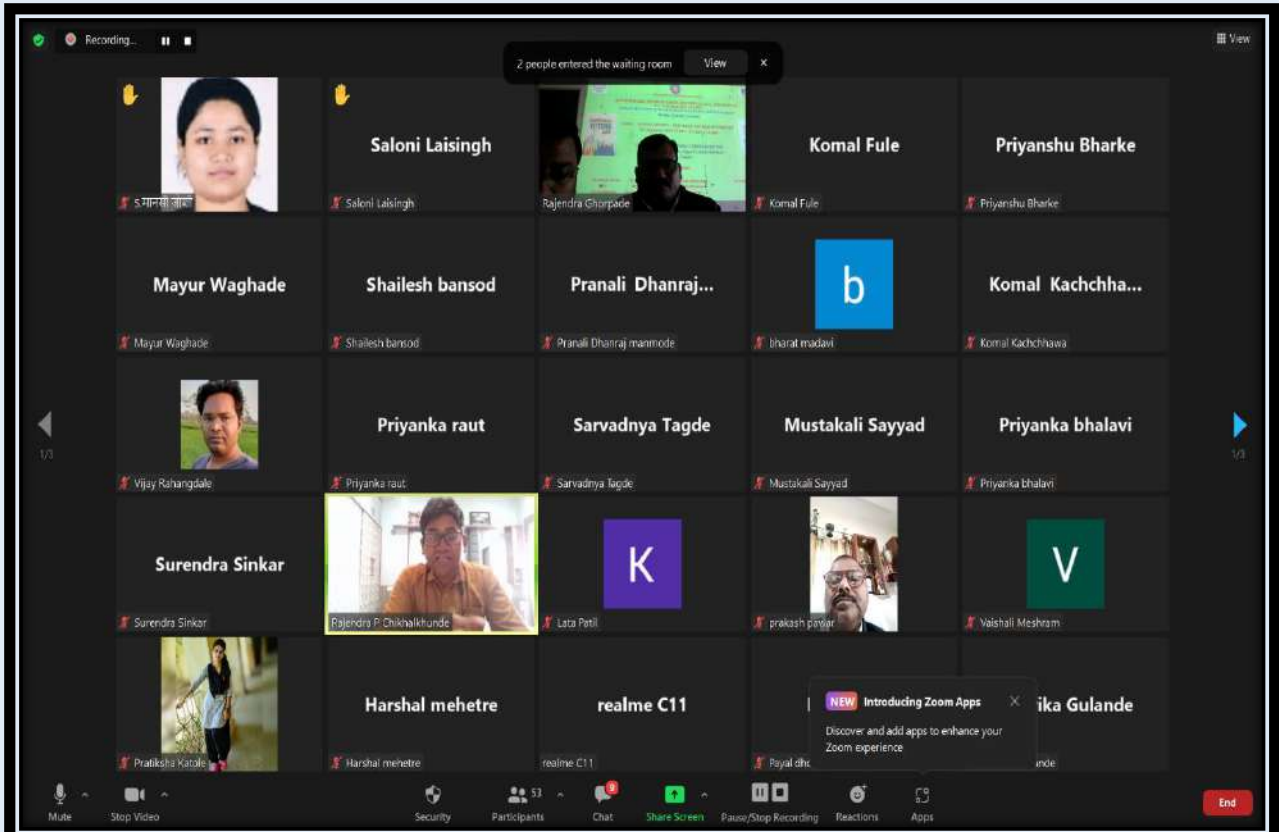 Recording...
View
2 people entered the waiting room View
Saloni Laisingh
Komal Fule
Priyanshu Bharke
Saloni Laisingh
Rajendra Ghorpade
Komal Fule
Priyanshu Bharke
Mayur Waghade
Shailesh bansod
Pranali Dhanraj...
b
Komal Kachchha...
Mayur Waghade
Shailesh bansod
Pranali Dhanraj manmode
bharat madavi
Komal Kachchhawa
Priyanka raut
Sarvadnya Tagde
Mustakali Sayyad
Priyanka bhalavi
1/3
1/3
Vijay Rahangdale
Priyanka raut
Sarvadnya Tagde
Mustakali Sayyad
Priyanka bhalavi
Surendra Sinkar
K
V
Surendra Sinkar
Rajendra P Chikhalkhunde
Lata Patil
prakash pawar
Vaishali Meshram
Harshal mehetre
realme C11
ika Gulande
NEW Introducing Zoom Apps
Discover and add apps to enhance your
Zoom experience
Pratiksha Katole
Harshal mehetre
realme C11
Payal dho
ande
Mute
Stop Video
Security
53
Participants
9
Chat
Share Screen
Pause/Stop Recording
Reactions
Apps
End